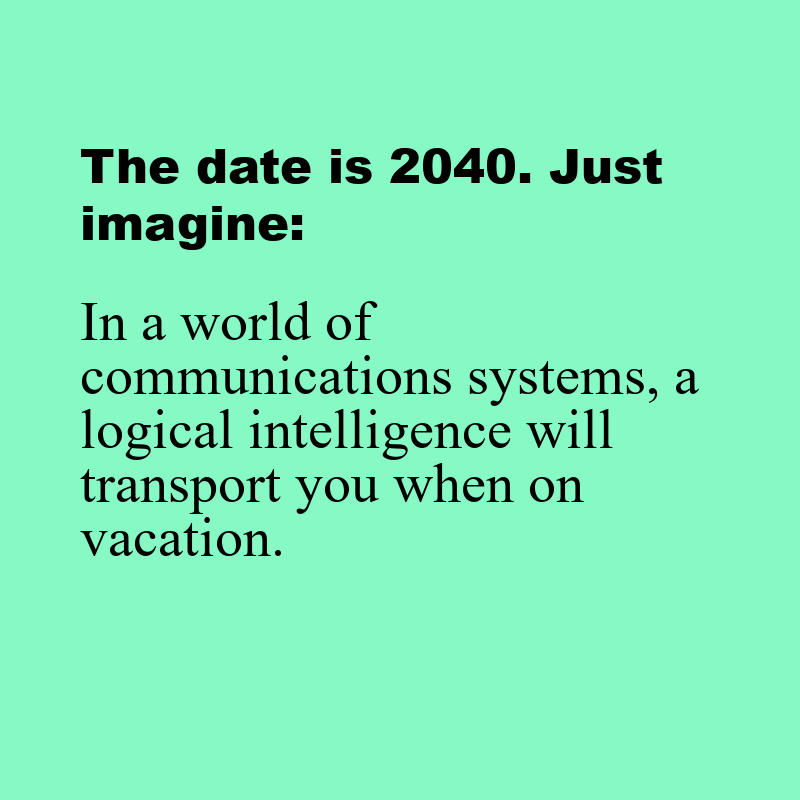 The date is 2040. Just
imagine:
In a world of
communications systems, a
logical intelligence will
transport you when on
vacation.